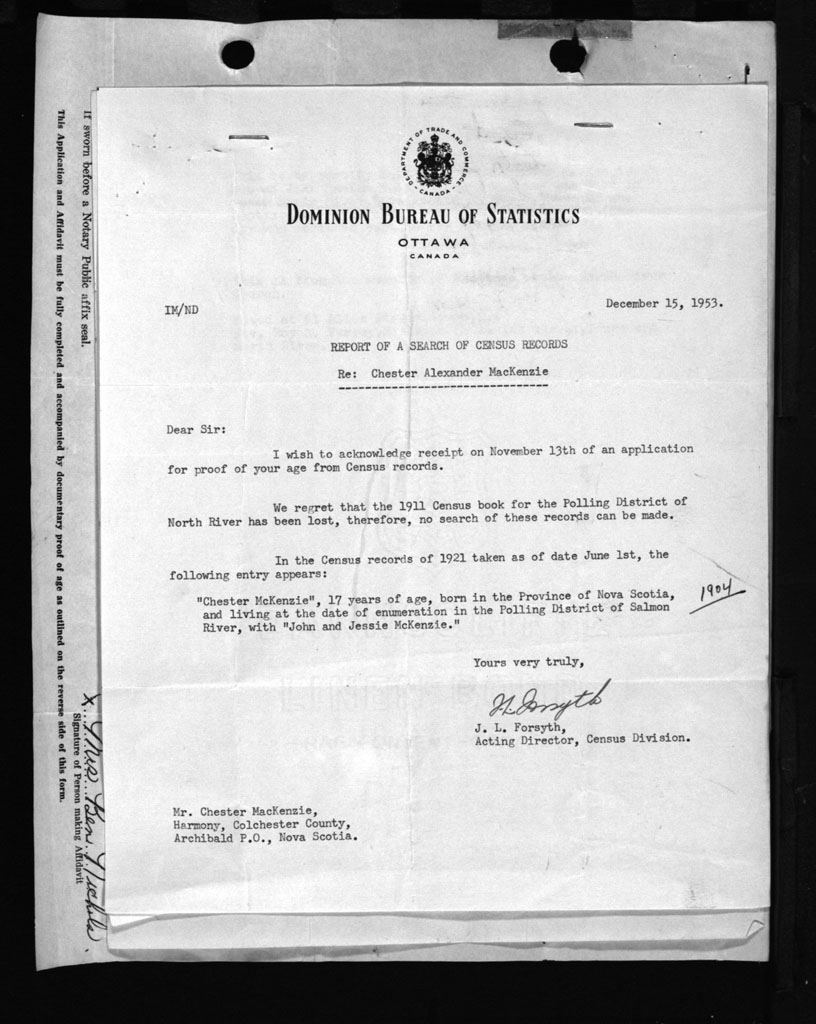 DEPARTMENT OF TRADE AND COMMERCE
CANADA
DOMINION BUREAU OF STATISTICS
OTTAWA
CANADA
IM/ND
December 15, 1953.
REPORT OF A SEARCH OF CENSUS RECORDS
Re: Chester Alexander MacKenzie
Dear Sir:
I wish to acknowledge receipt on November 13th of an application
for proof of your age from Census records.
We regret that the 1911 Census book for the Polling District of
North River has been lost, therefore, no search of these records can be made.
In the Census records of 1921 taken as of date June 1st, the
following entry appears:
"Chester McKenzie", 17 years of age, born in the Province of Nova Scotia,
and living at the date of enumeration in the Polling District of Salmon
River, with "John and Jessie McKenzie."
1904
Yours very truly,
J. L. Forsyth,
Acting Director, Census Division.
Mr. Chester MacKenzie,
Harmony, Colchester County,
Archibald P.O., Nova Scotia.
If sworn before a Notary Public affix seal.
This Application and Affidavit must be fully completed and accompanied by documentary proof of age as outlined on the reverse side of this form.
X Mrs. Ben
Signature of Person making Affidavit